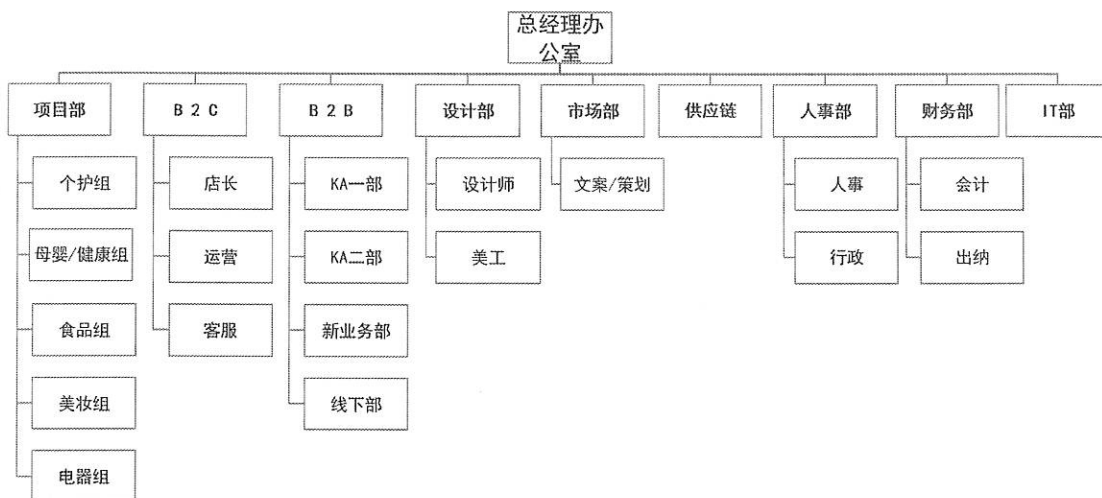 总经理办
公室
项目部
B 2 C
B 2 B
设计部
市场部
供应链
人事部
财务部
IT部
个护组
店长
KA一部
设计师
文案/策划
人事
会计
母婴/健康组
运营
KA二部
美工
行政
出纳
食品组
客服
新业务部
美妆组
线下部
电器组